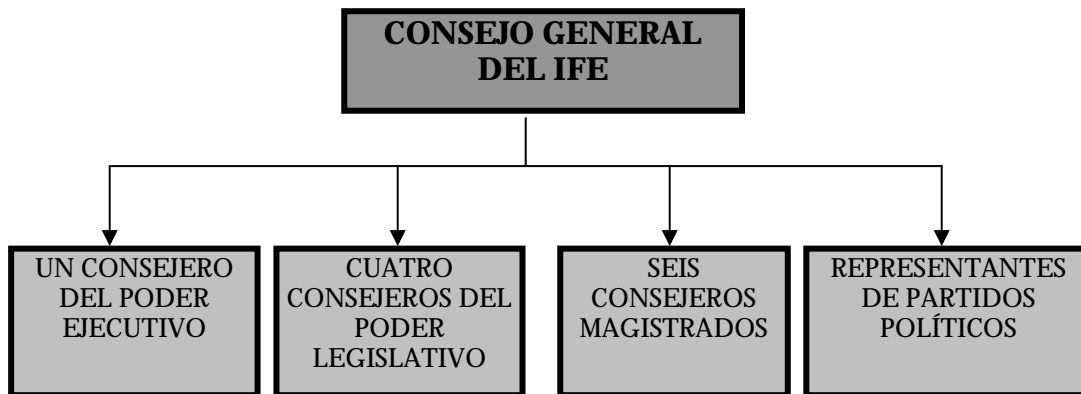 CONSEJO GENERAL
DEL IFE
UN CONSEJERO
DEL PODER
EJECUTIVO
CUATRO
CONSEJEROS DEL
PODER
LEGISLATIVO
SEIS
CONSEJEROS
MAGISTRADOS
REPRESENTANTES
DE PARTIDOS
POLÍTICOS